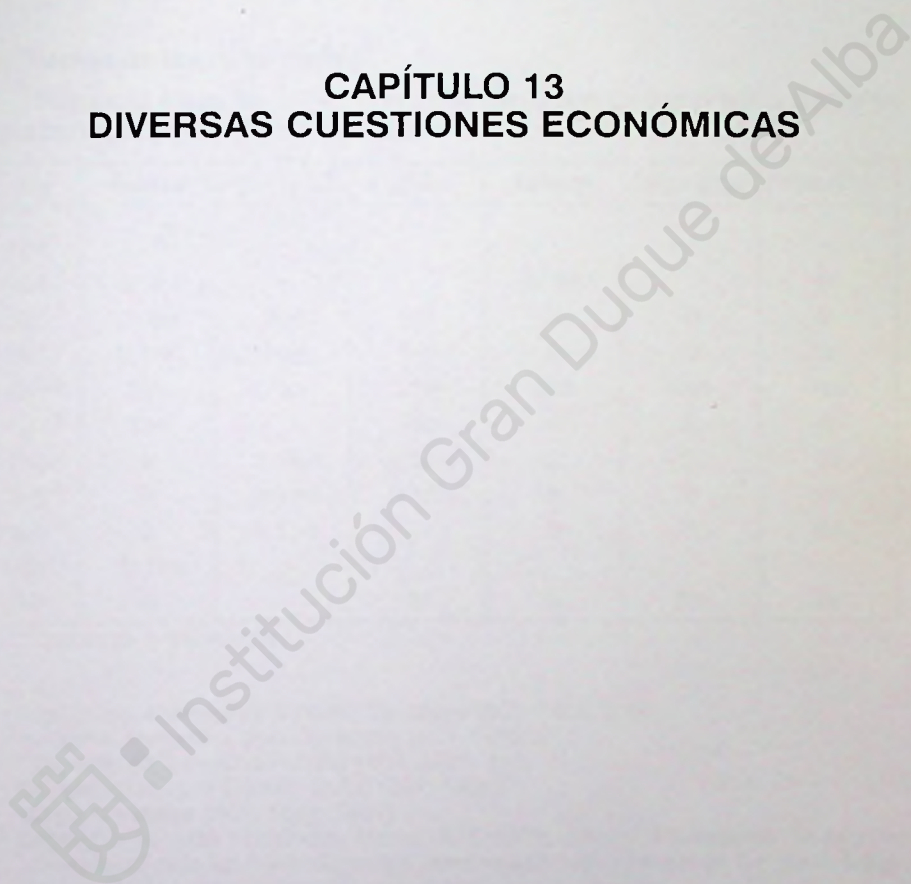 CAPÍTULO 13
DIVERSAS CUESTIONES ECONÓMICAS
Institución Gran Duque de Alba